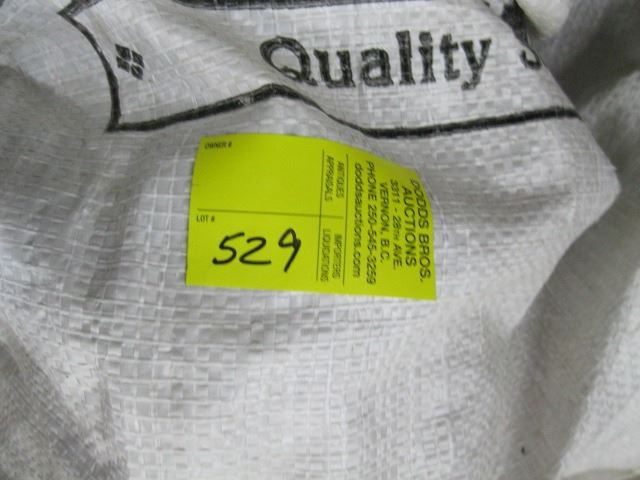 Quality
OWNER #
LOT #
529
ANTIQUES
APPRAISALS
IMPORTERS
LIQUIDATIONS
DODDS BROS.
AUCTIONS
3311 - 28TH AVE.
VERNON, B.C.
PHONE 250-545-3259
doddsauctions.com